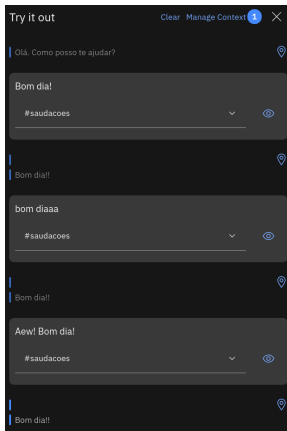 Try it out
Clear Manage Context 1
Olá. Como posso te ajudar?
Bom dia!
#saudacoes
Bom dia!!
bom diaaa
#saudacoes
Bom dia!!
Aew! Bom dia!
#saudacoes
Bom dia!!